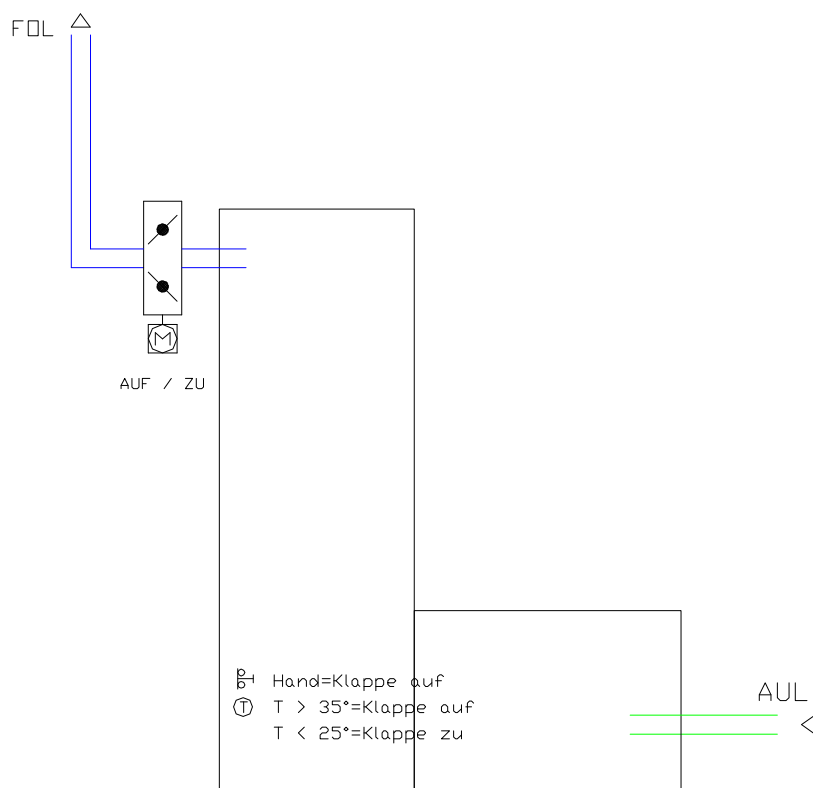 FOL
M
AUF / ZU
Hand=Klappe auf
T T > 35°=Klappe auf
T < 25°=Klappe zu
AUL